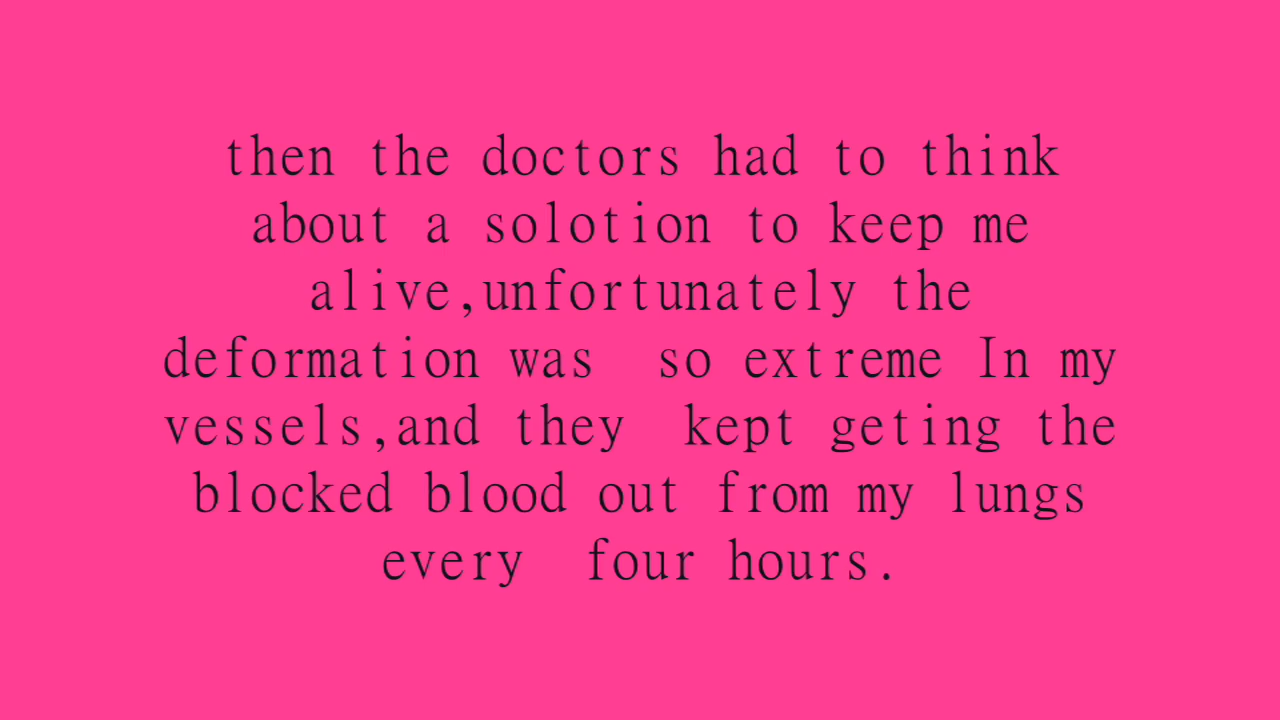 then the doctors had to think
about a solotion to keep me
alive,unfortunately the
deformation was  so extreme In my
vessels,and they  kept geting the
blocked blood out from my lungs
every  four hours.